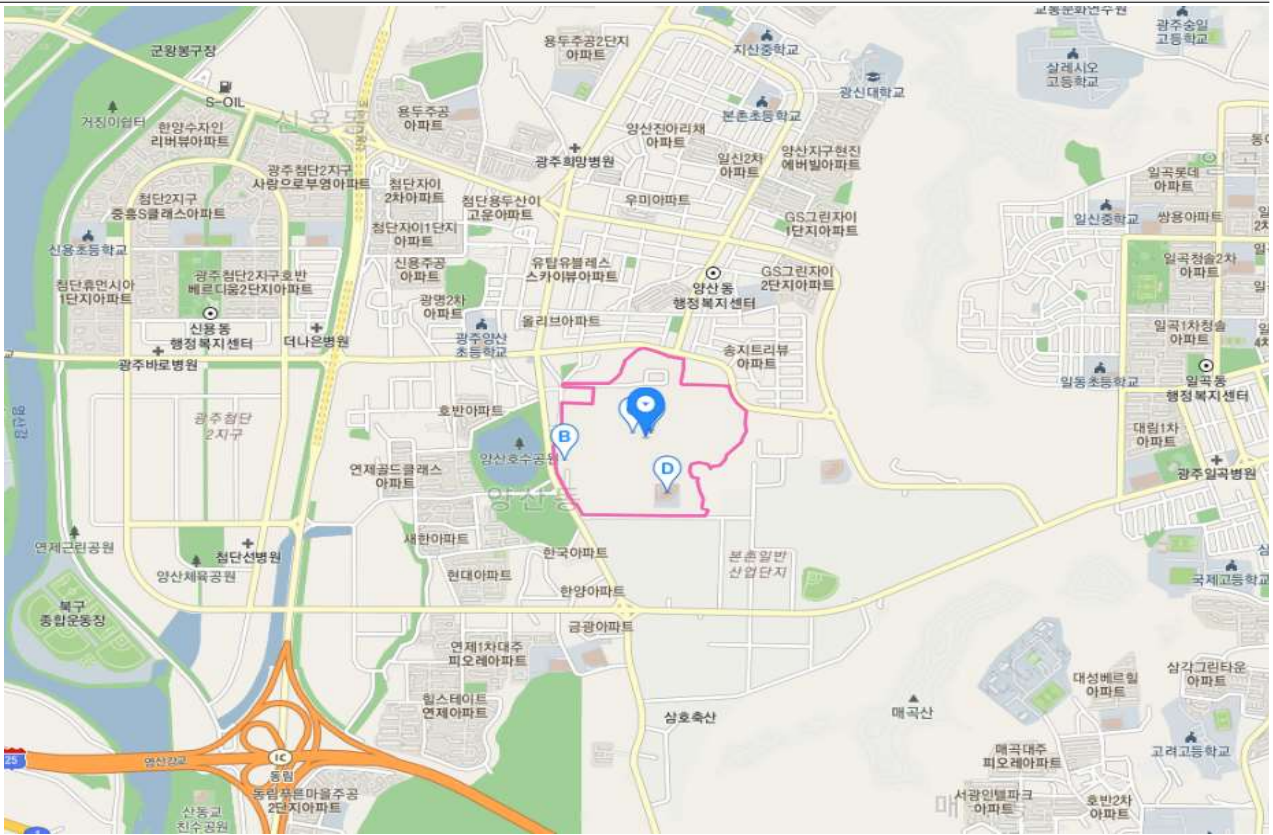 교통문화연수원
광주숭일
고등학교
군왕봉구장
용두주공2단지
아파트
지산중학교
살레시오
고등학교
S-OIL
광신대학교
거징이쉼터
한양수자인
리버뷰아파트
신용동
용두주공
아파트
본촌초등학교
양산진아리채
아파트
광주희망병원
일신2차
아파트
양산지구현진
에버빌아파트
광주첨단2지구
사랑으로부영아파트
첨단자이
2차아파트
첨단용두산이
고운아파트
우미아파트
일곡롯데
아파트
첨단2지구
중흥S클래스아파트
첨단자이1단지
아파트
GS그린자이
1단지아파트
일신중학교
쌍용아파트
신용초등학교
신용주공
아파트
유탑유블레스
스카이뷰아파트
일곡청솔2차
아파트
첨단휴먼시아
1단지아파트
광주첨단2지구호반
베르디움2단지아파트
광명2차
아파트
양산동
행정복지센터
GS그린자이
2단지아파트
신용동
행정복지센터
더나은병원
올리브아파트
광주양산
초등학교
일곡1차청솔
아파트
광주바로병원
송지트리뷰
아파트
일동초등학교
일곡동
행정복지센터
영산강
광주첨단
2지구
호반아파트
대림1차
아파트
B
양산호수공원
D
연제골드클래스
아파트
광주일곡병원
양산동
연제근린공원
첨단선병원
새한아파트
한국아파트
본촌일반
산업단지
양산체육공원
현대아파트
한양아파트
국제고등학교
북구
종합운동장
금광아파트
연제1차대주
피오레아파트
대성베르힐
아파트
삼각그린타운
아파트
힐스테이트
연제아파트
삼호축산
매곡산
25
영산강교
IC
동림
매곡대주
피오레아파트
고려고등학교
동림푸른마을주공
2단지아파트
산동교
친수공원
매
서광인텔파크
아파트
호반2차
아파트